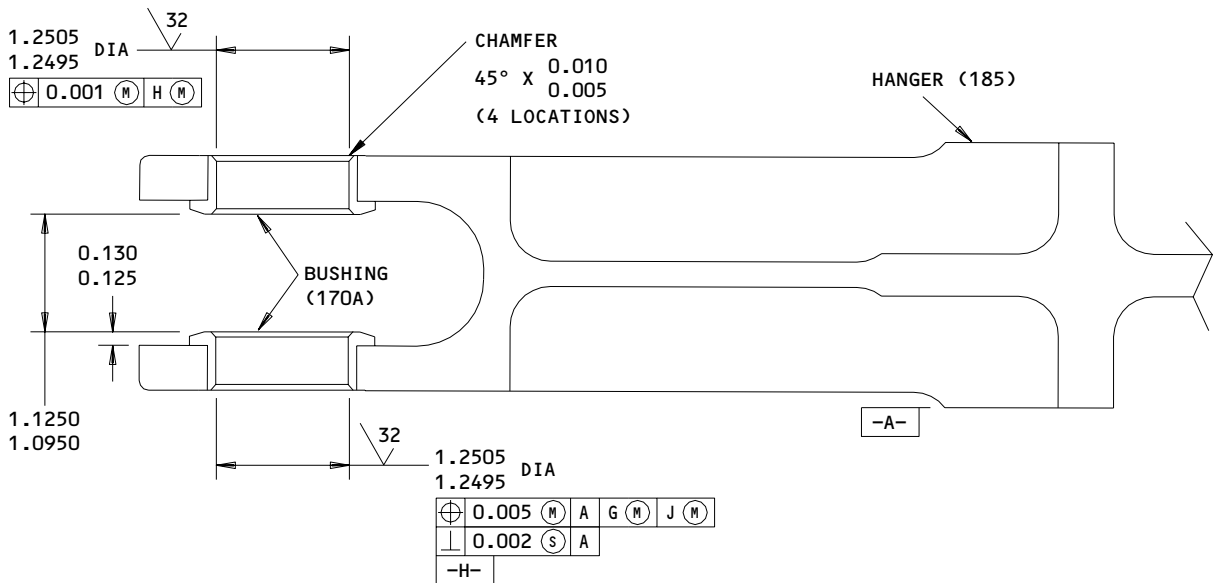 32
1.2505
1.2495 DIA
⌖ 0.001 Ⓜ H Ⓜ
CHAMFER
45° X 0.010
0.005
(4 LOCATIONS)
HANGER (185)
0.130
0.125
BUSHING
(170A)
1.1250
1.0950
-A-
32
1.2505
1.2495 DIA
⌖ 0.005 Ⓜ A G Ⓜ J Ⓜ
⊥ 0.002 Ⓢ A
-H-